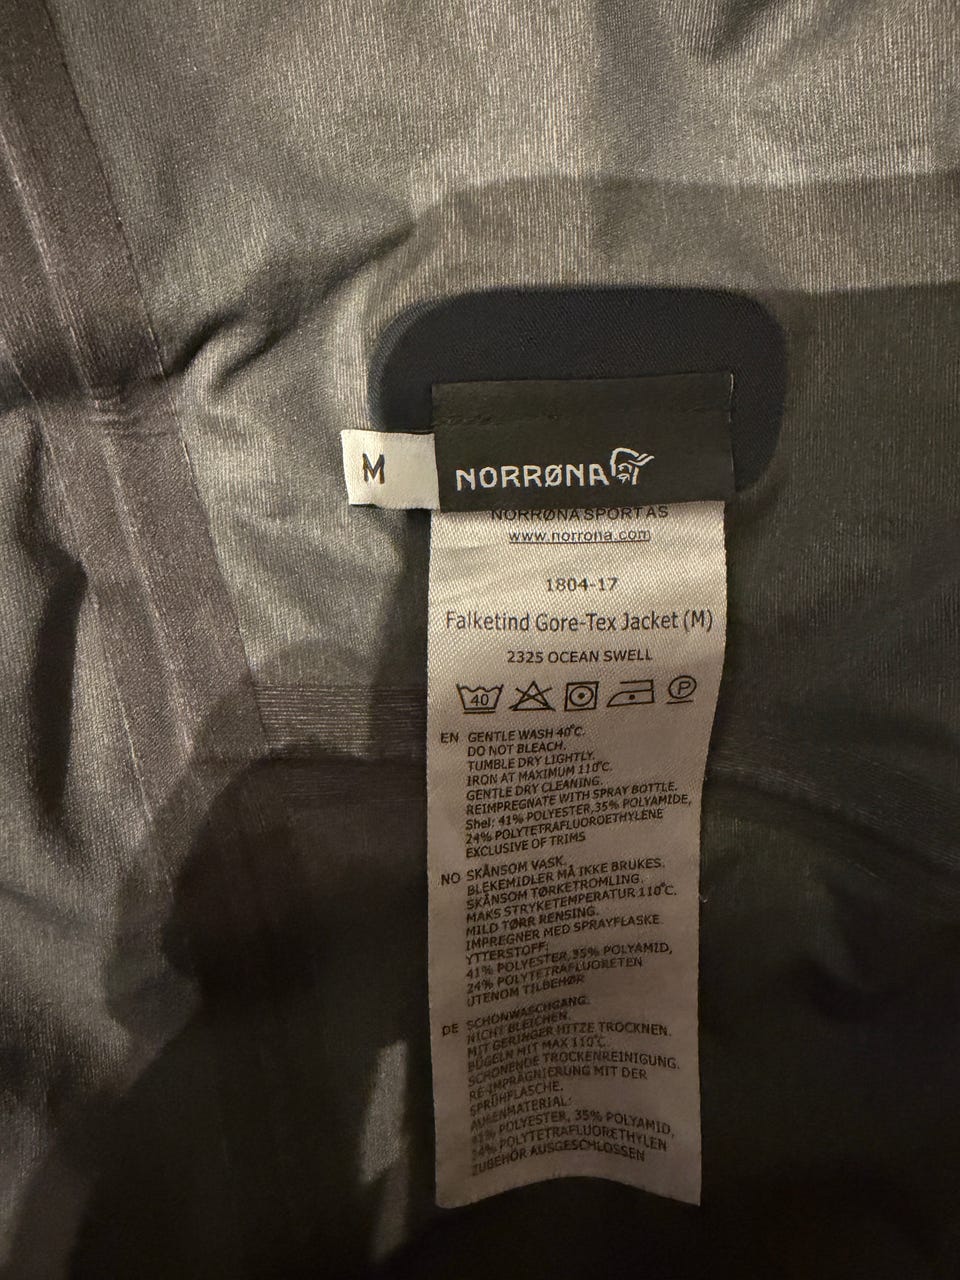 M
NORRØNA
NORRØNA SPORT AS
www.norrona.com
1804-17
Falketind Gore-Tex Jacket (M)
2325 OCEAN SWELL
40 P
EN GENTLE WASH 40°C.
DO NOT BLEACH.
TUMBLE DRY LIGHTLY.
IRON AT MAXIMUM 110°C.
GENTLE DRY CLEANING.
REIMPREGNATE WITH SPRAY BOTTLE.
Shel: 41% POLYESTER,35% POLYAMIDE,
24% POLYTETRAFLUOROETHYLENE
EXCLUSIVE OF TRIMS
NO SKÅNSOM VASK.
BLEKEMIDLER MÅ IKKE BRUKES.
SKÅNSOM TØRKETROMLING.
MAKS STRYKETEMPERATUR 110°C.
MILD TØRR RENSING.
IMPREGNER MED SPRAYFLASKE
YTTERSTOFF:
41% POLYESTER,35% POLYAMID,
24% POLYTETRAFLUORETEN
UTENOM TILBEHØR
DE SCHONWASCHGANG.
NICHT BLEICHEN.
MIT GERINGER HITZE TROCKNEN.
BÜGELN MIT MAX 110°C.
SCHONENDE TROCKENREINIGUNG.
RE-IMPRÄGNIERUNG MIT DER
SPRÜHFLASCHE.
AUßENMATERIAL:
41% POLYESTER, 35% POLYAMID,
24% POLYTETRAFLUORETHYLEN
ZUBEHÖR AUSGESCHLOSSEN